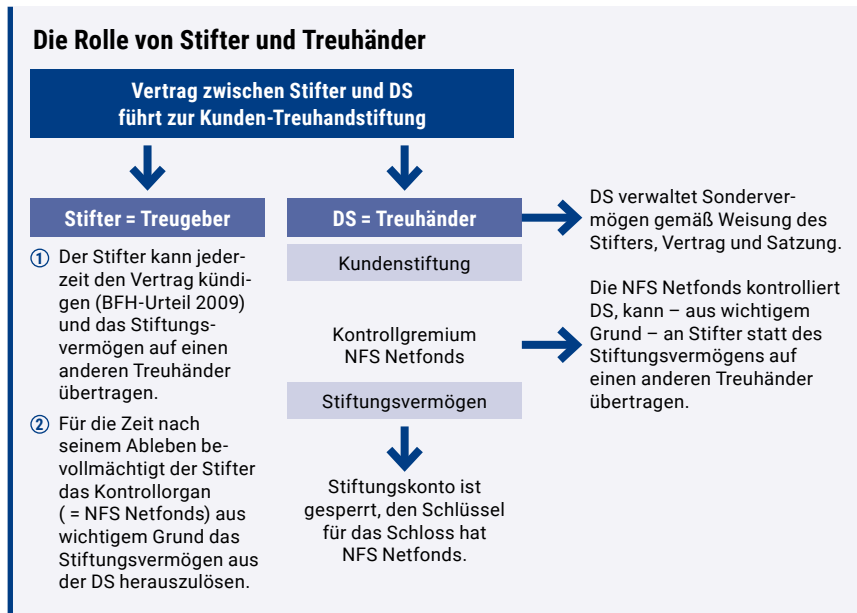 Die Rolle von Stifter und Treuhänder
Vertrag zwischen Stifter und DS
führt zur Kunden-Treuhandstiftung
Stifter = Treugeber
① Der Stifter kann jeder-
zeit den Vertrag kündi-
gen (BFH-Urteil 2009)
und das Stiftungs-
vermögen auf einen
anderen Treuhänder
übertragen.
② Für die Zeit nach
seinem Ableben be-
vollmächtigt der Stifter
das Kontrollorgan
( = NFS Netfonds) aus
wichtigem Grund das
Stiftungsvermögen aus
der DS herauszulösen.
DS = Treuhänder
Kundenstiftung
Kontrollgremium
NFS Netfonds
Stiftungsvermögen
Stiftungskonto ist
gesperrt, den Schlüssel
für das Schloss hat
NFS Netfonds.
DS verwaltet Sonderver-
mögen gemäß Weisung des
Stifters, Vertrag und Satzung.
Die NFS Netfonds kontrolliert
DS, kann – aus wichtigem
Grund – an Stifter statt des
Stiftungsvermögens auf
einen anderen Treuhänder
übertragen.